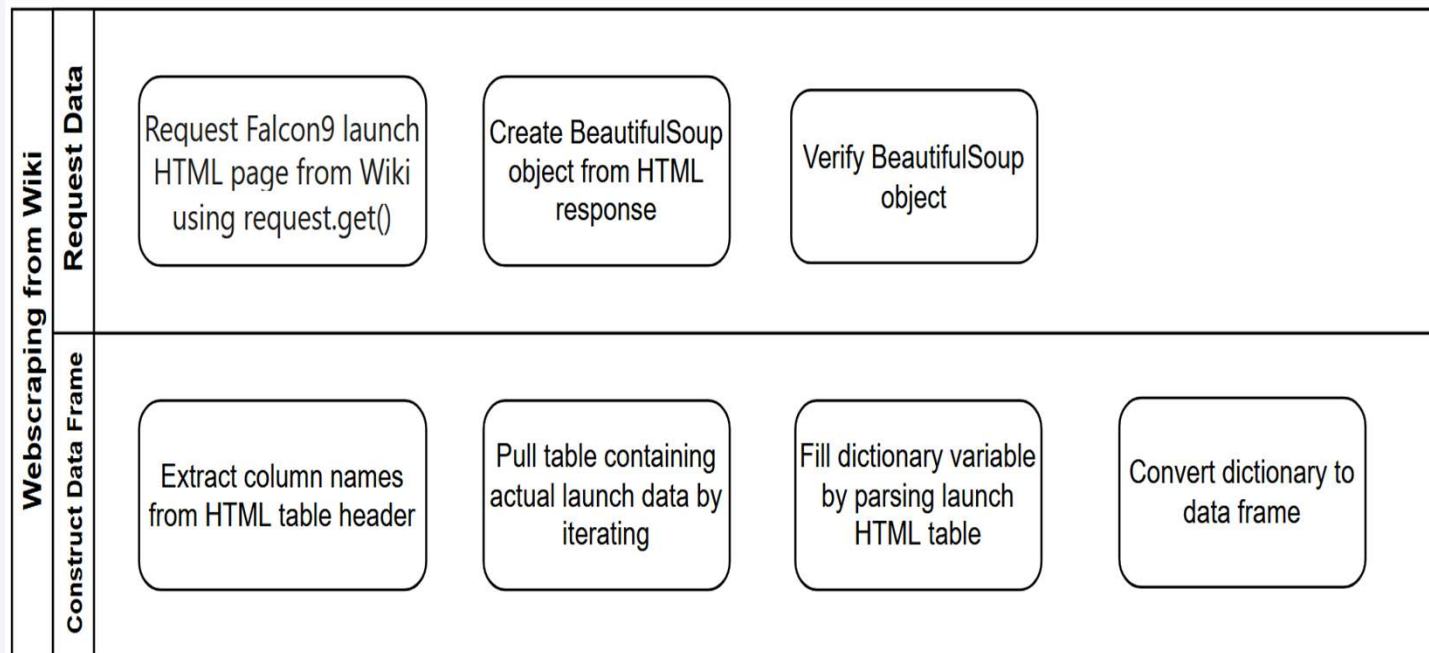 Webscraping from Wiki
Request Data
Request Falcon9 launch
HTML page from Wiki
using request.get()
Create BeautifulSoup
object from HTML
response
Verify BeautifulSoup
object
Construct Data Frame
Extract column names
from HTML table header
Pull table containing
actual launch data by
iterating
Fill dictionary variable
by parsing launch
HTML table
Convert dictionary to
data frame